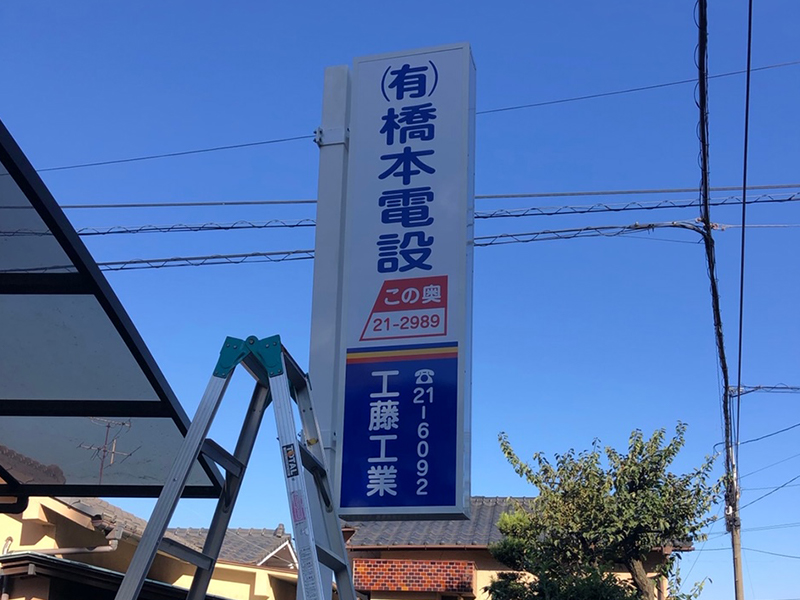 (有)橋本電設
この奥
21-2989
☎21-6092
工藤工業